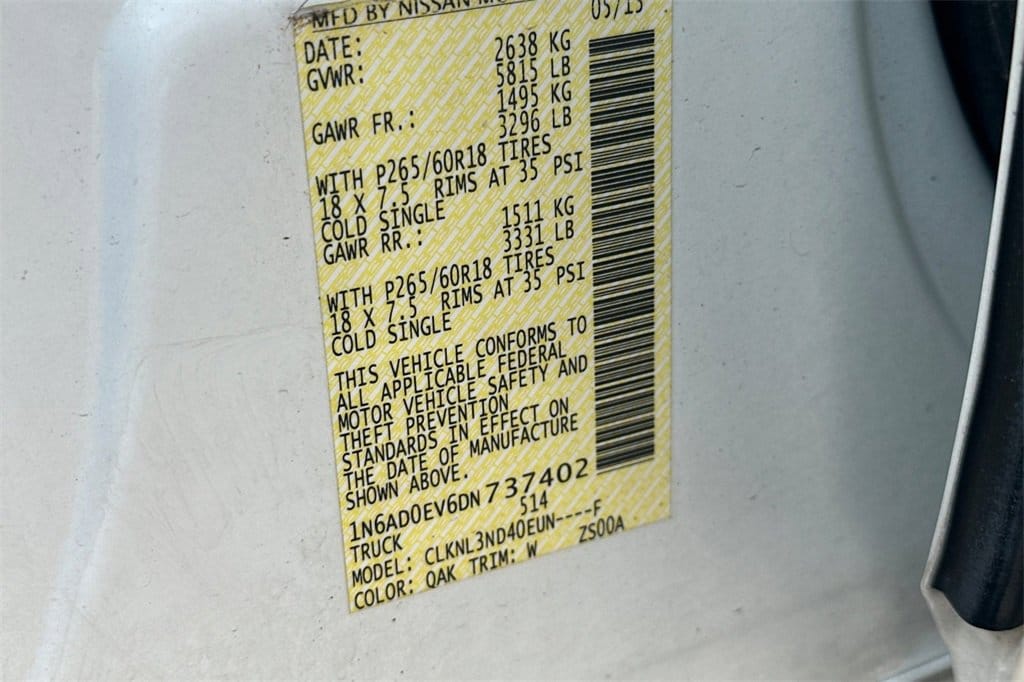 MFD BY NISSAN MO
DATE: 05/13
GVWR: 2638 KG
5815 LB
GAWR FR.: 1495 KG
3296 LB
WITH P265/60R18 TIRES
18 X 7.5 RIMS AT 35 PSI
COLD SINGLE
GAWR RR.: 1511 KG
3331 LB
WITH P265/60R18 TIRES
18 X 7.5 RIMS AT 35 PSI
COLD SINGLE
THIS VEHICLE CONFORMS TO
ALL APPLICABLE FEDERAL
MOTOR VEHICLE SAFETY AND
THEFT PREVENTION
STANDARDS IN EFFECT ON
THE DATE OF MANUFACTURE
SHOWN ABOVE.
1N6AD0EV6DN737402
TRUCK 514
MODEL: CLKNL3ND40EUN----F
COLOR: QAK TRIM: W ZS00A